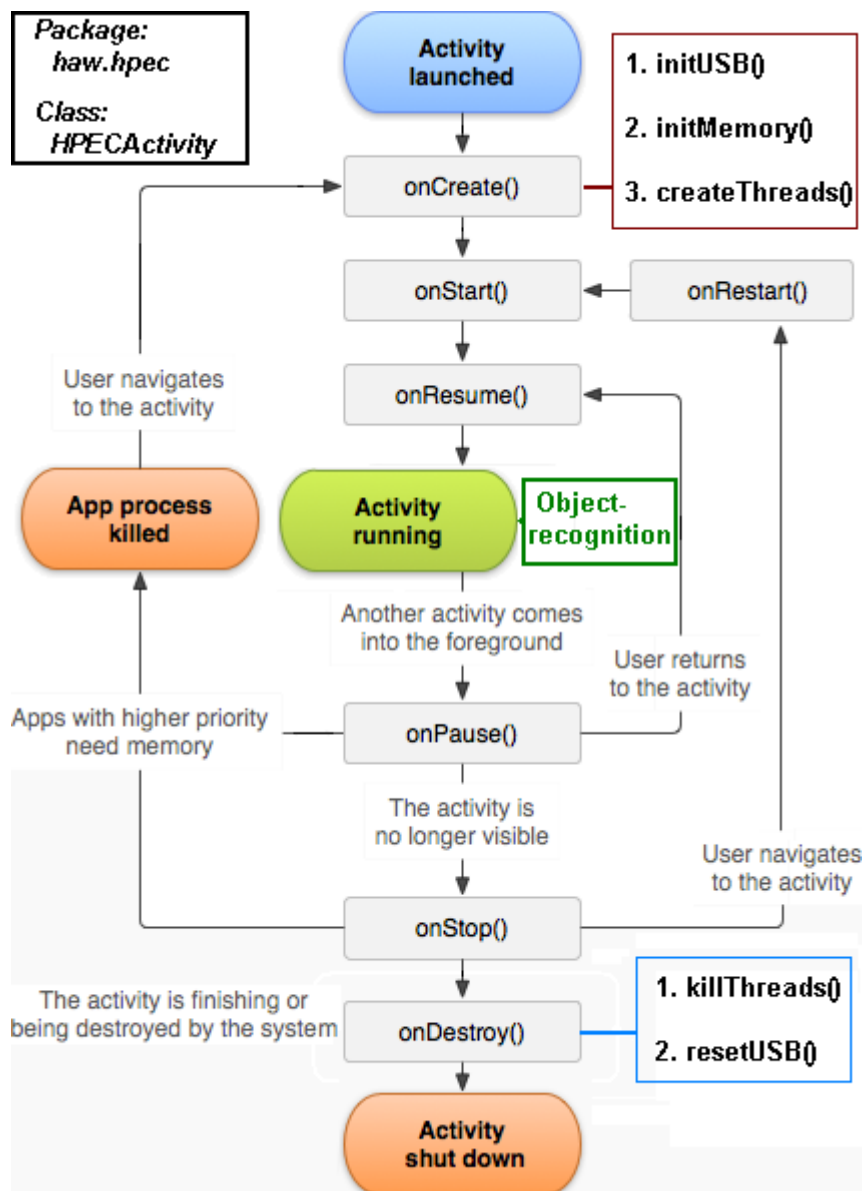 Package:
haw.hpec
Class:
HPECActivity
Activity
launched
1. initUSB()
2. initMemory()
3. createThreads()
onCreate()
onStart()
onRestart()
User navigates
to the activity
onResume()
App process
killed
Activity
running
Object-
recognition
Another activity comes
into the foreground
User returns
to the activity
Apps with higher priority
need memory
onPause()
The activity is
no longer visible
User navigates
to the activity
onStop()
The activity is finishing or
being destroyed by the system
onDestroy()
1. killThreads()
2. resetUSB()
Activity
shut down